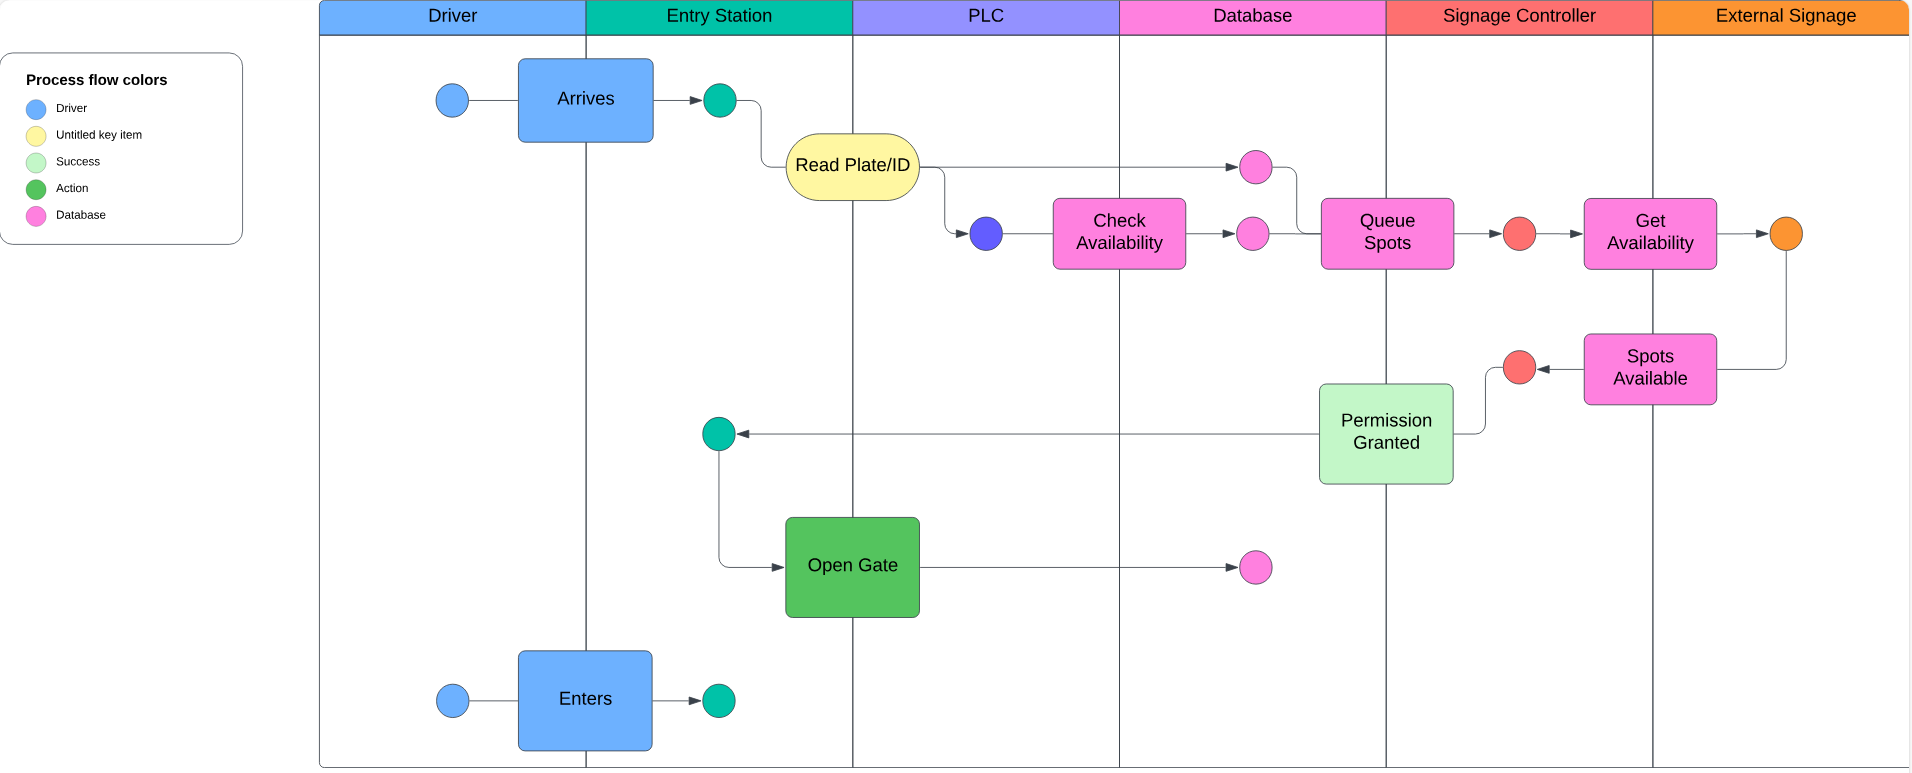 Driver
Entry Station
PLC
Database
Signage Controller
External Signage
Process flow colors
Driver
Untitled key item
Success
Action
Database
Arrives
Read Plate/ID
Check
Availability
Queue
Spots
Get
Availability
Spots
Available
Permission
Granted
Open Gate
Enters